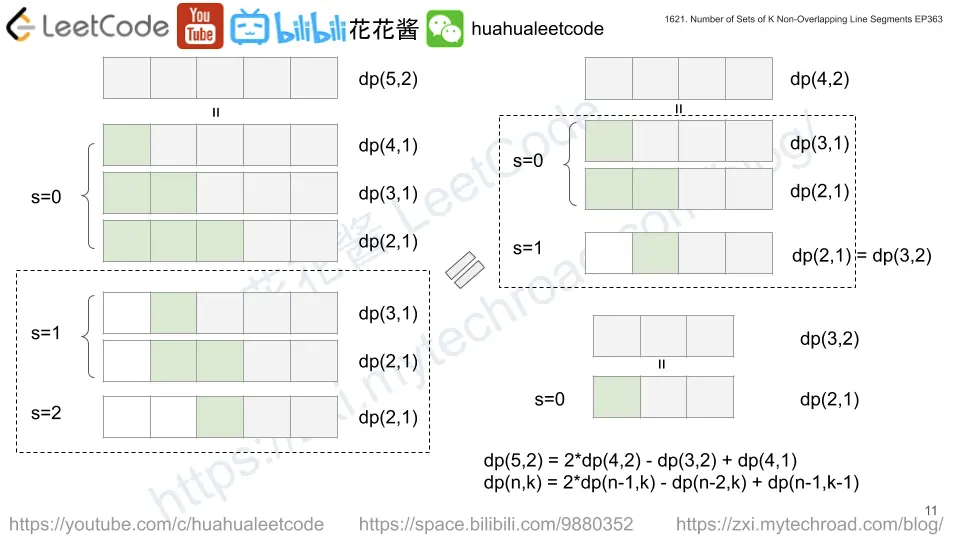 LeetCode You Tube bilibili 花花酱 huahualeetcode
1621. Number of Sets of K Non-Overlapping Line Segments EP363
dp(5,2)
=
s=0
dp(4,1)
dp(3,1)
dp(2,1)
s=1
dp(3,1)
dp(2,1)
s=2
dp(2,1)
=
dp(4,2)
=
s=0
dp(3,1)
dp(2,1)
s=1
dp(2,1) = dp(3,2)
dp(3,2)
=
s=0
dp(2,1)
dp(5,2) = 2*dp(4,2) - dp(3,2) + dp(4,1)
dp(n,k) = 2*dp(n-1,k) - dp(n-2,k) + dp(n-1,k-1)
花花酱 LeetCode
https://zxi.mytechroad.com/blog/
11
https://youtube.com/c/huahualeetcode
https://space.bilibili.com/9880352
https://zxi.mytechroad.com/blog/